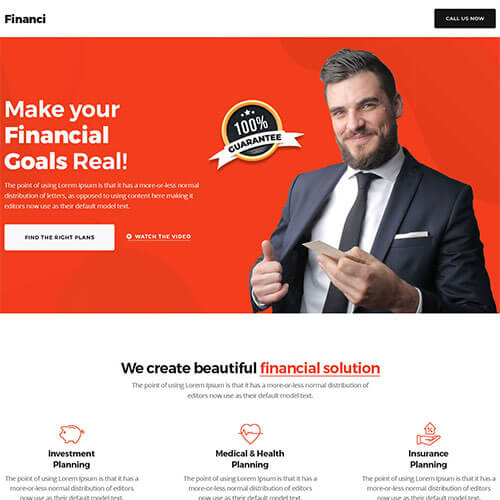 Financi
CALL US NOW
Make your
Financial
Goals Real!
100%
GUARANTEE
The point of using Lorem Ipsum is that it has a more-or-less normal
distribution of letters, as opposed to using content here making it
editors now use as their default model text.
FIND THE RIGHT PLANS
WATCH THE VIDEO
We create beautiful financial solution
The point of using Lorem Ipsum is that it has a more-or-less normal distribution of
editors now use as their default model text.
Investment
Planning
The point of using Lorem Ipsum is that it has a
more-or-less normal distribution of editors
now use as their default model text.
Medical & Health
Planning
The point of using Lorem Ipsum is that it has a
more-or-less normal distribution of editors
now use as their default model text.
Insurance
Planning
The point of using Lorem Ipsum is that it has a
more-or-less normal distribution of editors
now use as their default model text.